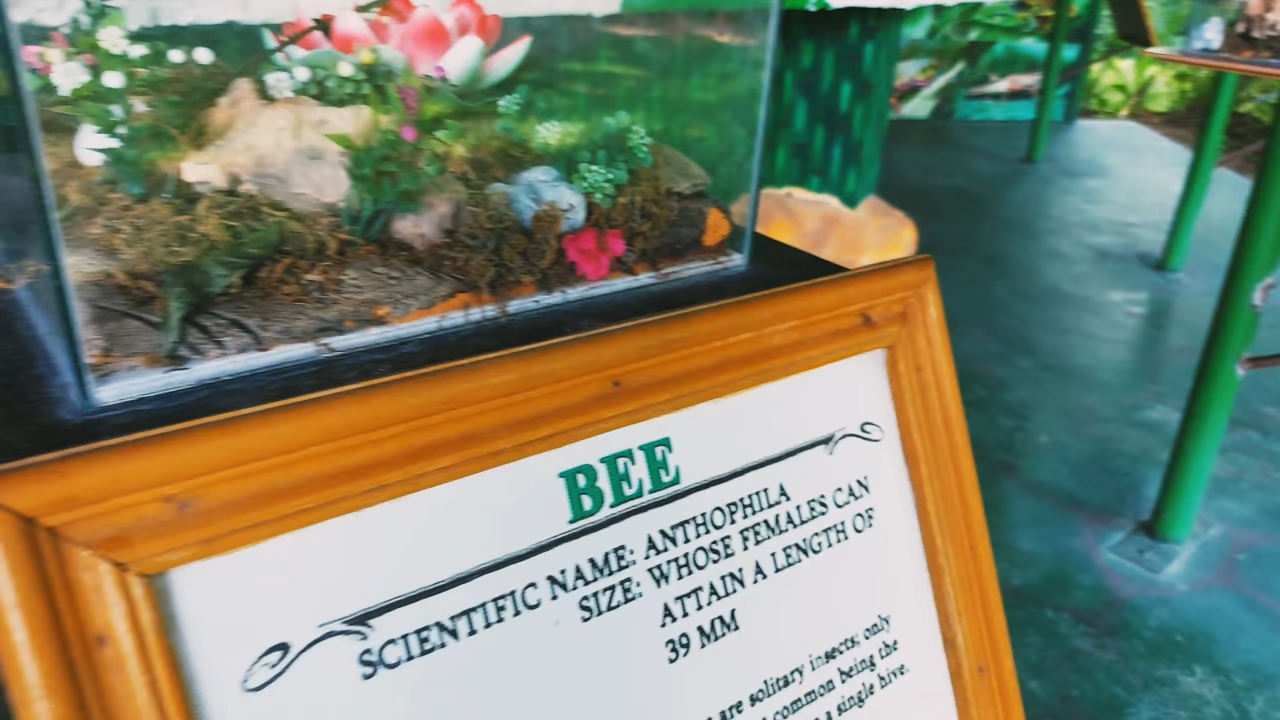 BEE
SCIENTIFIC NAME: ANTHOPHILA
SIZE: WHOSE FEMALES CAN
ATTAIN A LENGTH OF
39 MM
are solitary insects; only
common being the
a single hive.